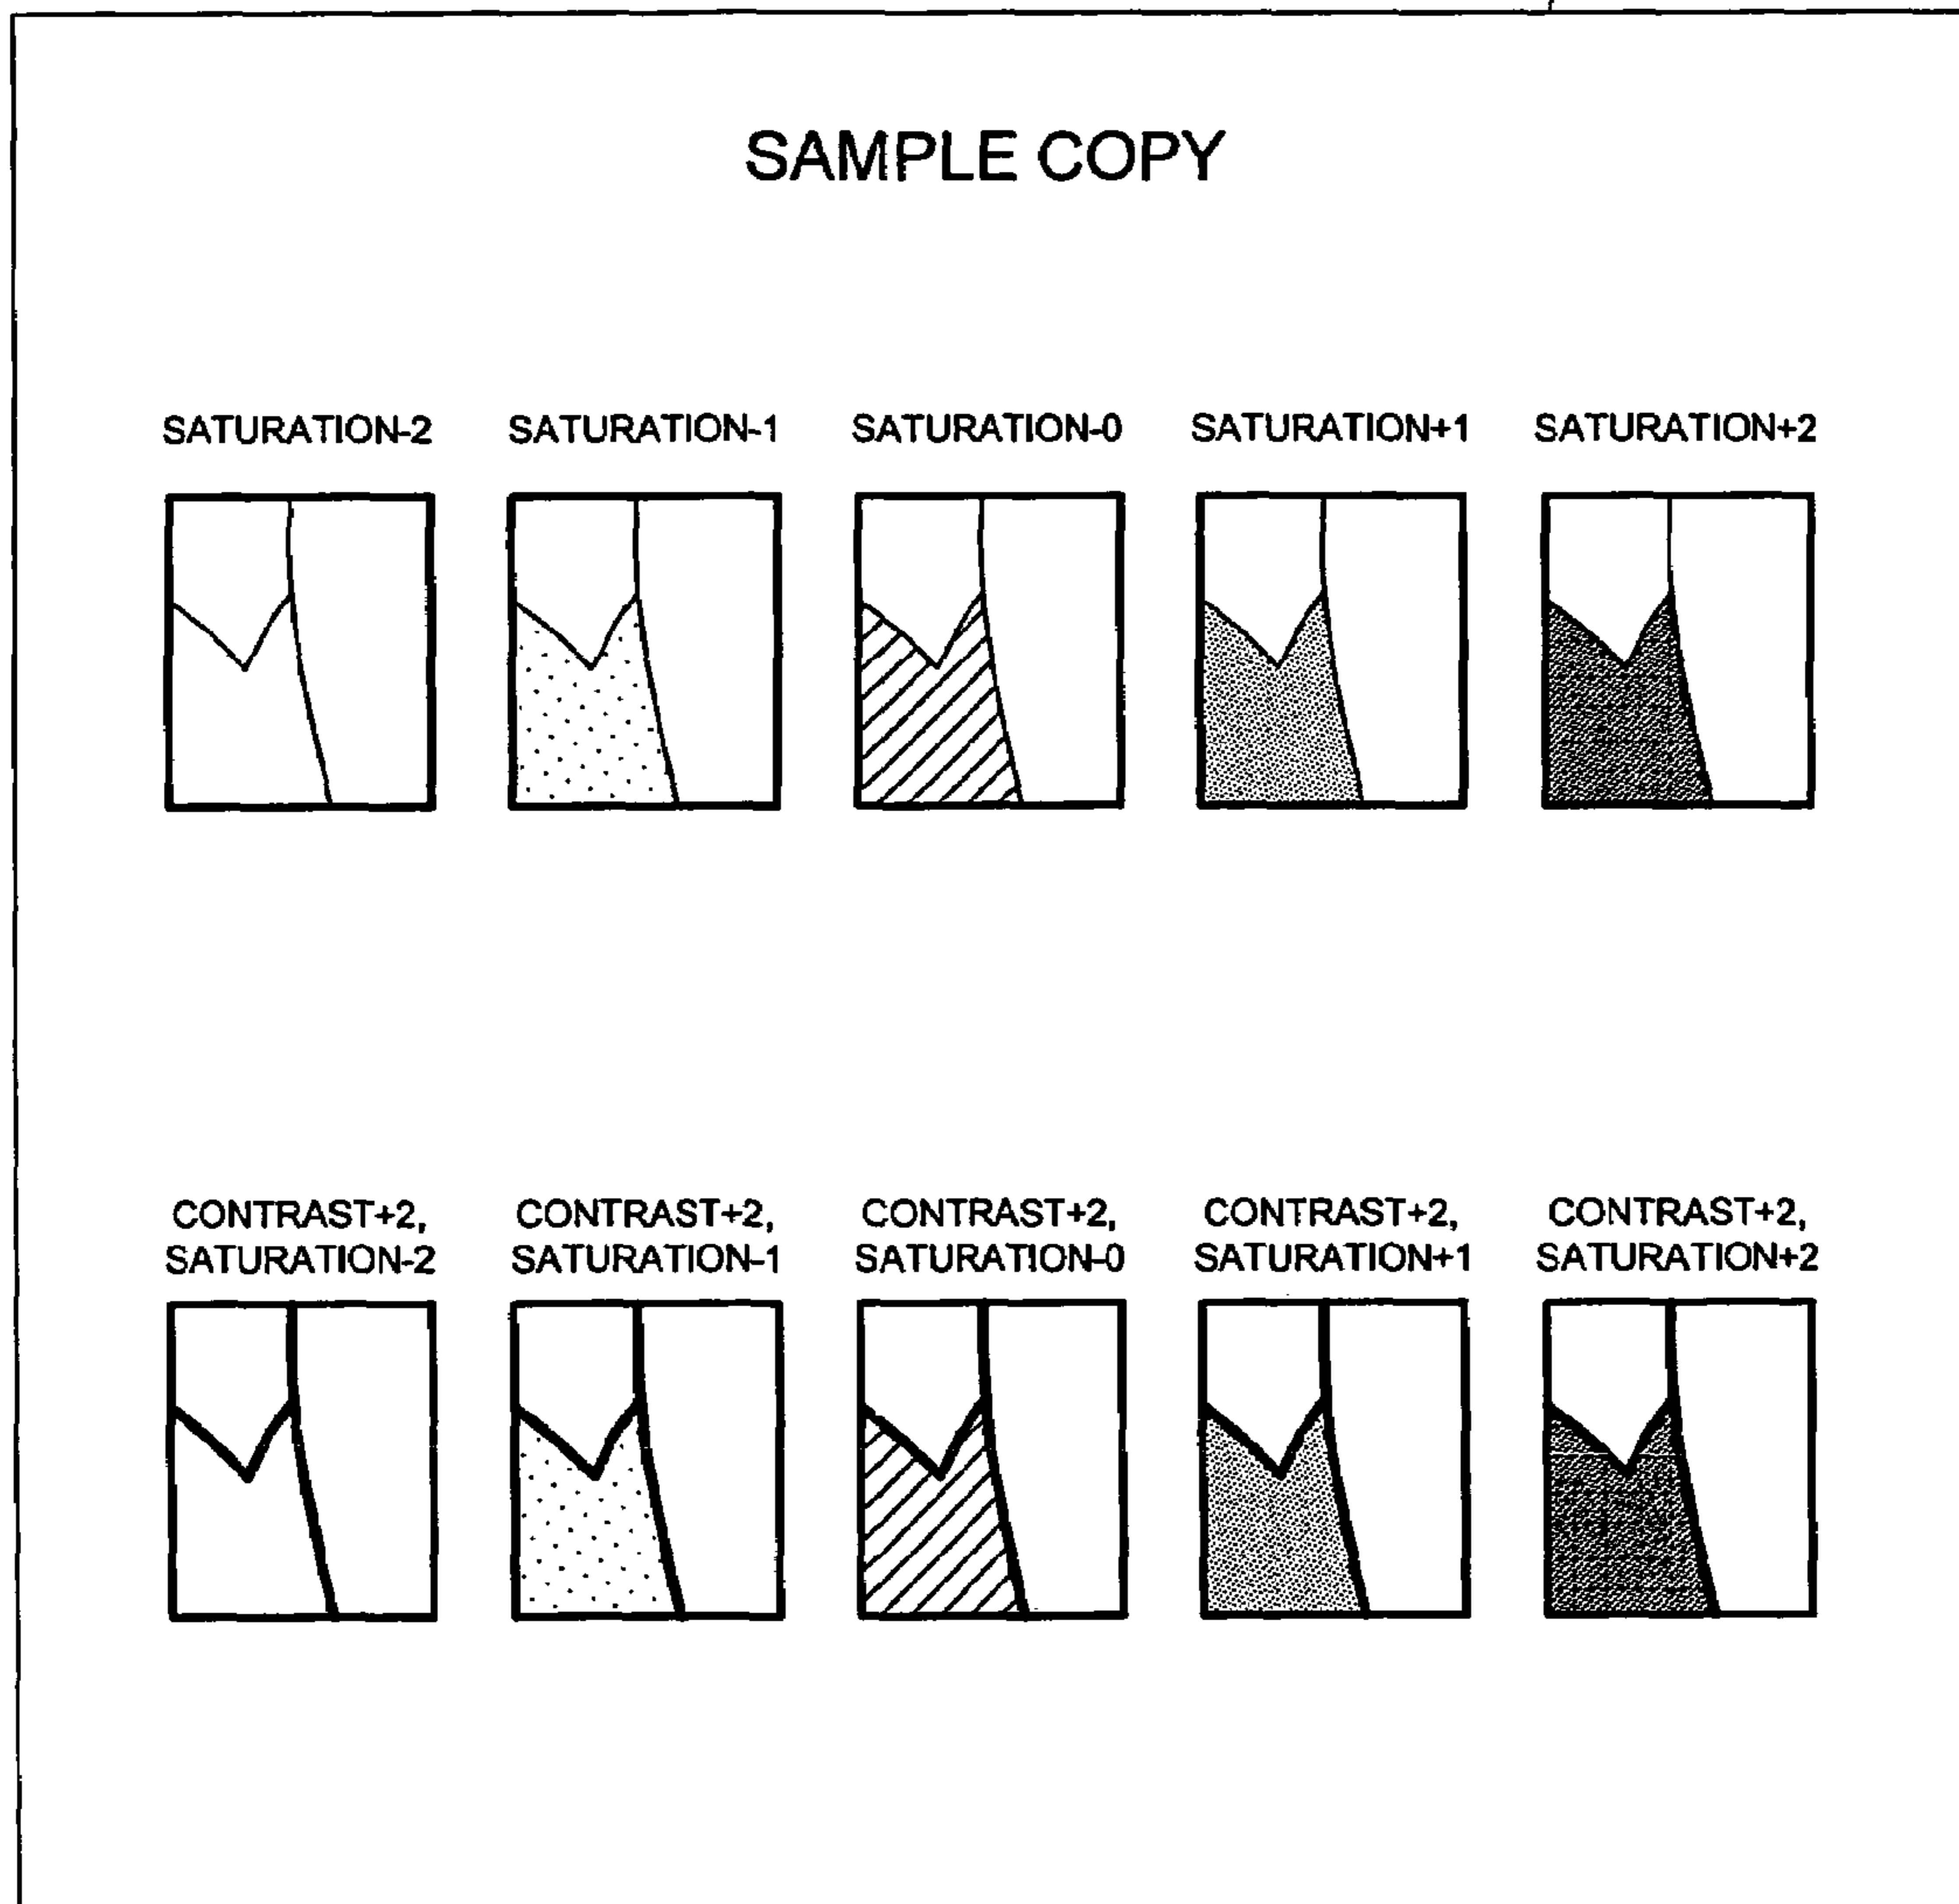 SAMPLE COPY
SATURATION-2 SATURATION-1 SATURATION-0 SATURATION+1 SATURATION+2
CONTRAST+2, CONTRAST+2, CONTRAST+2, CONTRAST+2, CONTRAST+2,
SATURATION-2 SATURATION-1 SATURATION-0 SATURATION+1 SATURATION+2